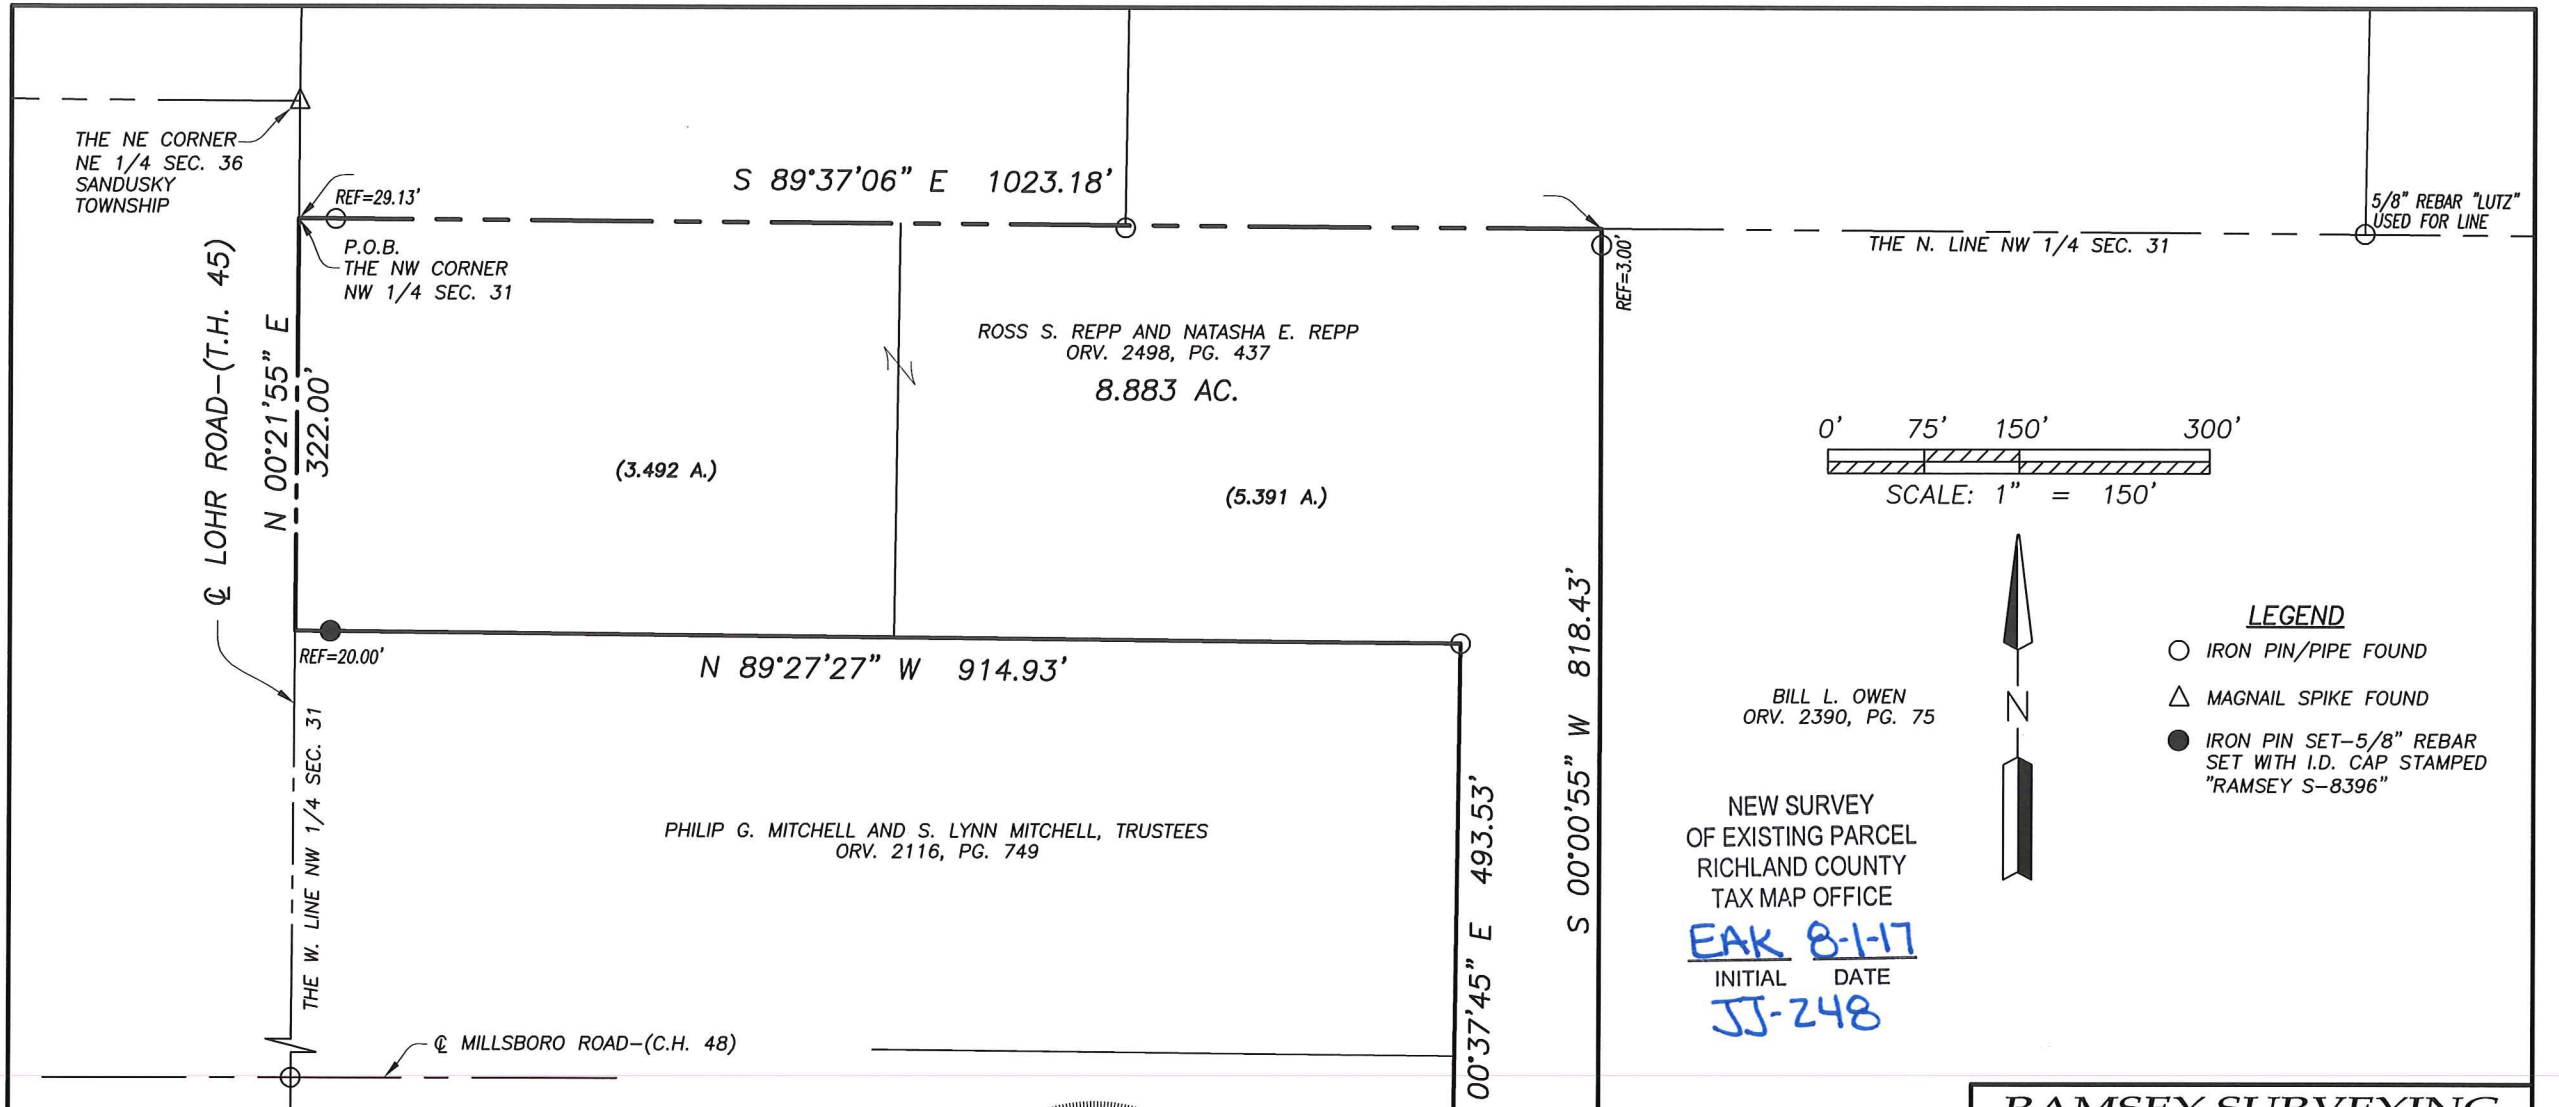 THE NE CORNER
NE 1/4 SEC. 36
SANDUSKY
TOWNSHIP
REF=29.13'
S 89°37'06" E 1023.18'
P.O.B.
THE NW CORNER
NW 1/4 SEC. 31
REF=3.00'
5/8" REBAR "LUTZ"
USED FOR LINE
THE N. LINE NW 1/4 SEC. 31
℄ LOHR ROAD-(T.H. 45)
N 00°21'55" E
322.00'
ROSS S. REPP AND NATASHA E. REPP
ORV. 2498, PG. 437
8.883 AC.
(3.492 A.)
(5.391 A.)
0' 75' 150' 300'
SCALE: 1" = 150'
REF=20.00'
N 89°27'27" W 914.93'
S 00°00'55" W 818.43'
N
LEGEND
IRON PIN/PIPE FOUND
MAGNAIL SPIKE FOUND
IRON PIN SET-5/8" REBAR
SET WITH I.D. CAP STAMPED
"RAMSEY S-8396"
BILL L. OWEN
ORV. 2390, PG. 75
THE W. LINE NW 1/4 SEC. 31
PHILIP G. MITCHELL AND S. LYNN MITCHELL, TRUSTEES
ORV. 2116, PG. 749
00°37'45" E 493.53'
NEW SURVEY
OF EXISTING PARCEL
RICHLAND COUNTY
TAX MAP OFFICE
EAK 8-1-17
INITIAL DATE
JJ-248
℄ MILLSBORO ROAD-(C.H. 48)
RAMSEY SURVEYING